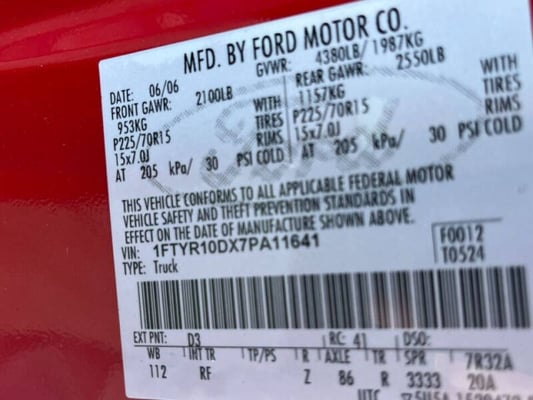 MFD. BY FORD MOTOR CO.
DATE: 06/06 GVWR: 4380LB/ 1987KG
FRONT GAWR: 2100LB REAR GAWR: 2550LB
953KG WITH 1157KG WITH
P225/70R15 TIRES P225/70R15 TIRES
15x7.0J RIMS 15x7.0J RIMS
AT 205 kPa/ 30 PSI COLD AT 205 kPa/ 30 PSI COLD
THIS VEHICLE CONFORMS TO ALL APPLICABLE FEDERAL MOTOR
VEHICLE SAFETY AND THEFT PREVENTION STANDARDS IN
EFFECT ON THE DATE OF MANUFACTURE SHOWN ABOVE.
VIN: 1FTYR10DX7PA11641 F0012
TYPE: Truck T0524
EXT PNT: D3 RC: 41 DSO:
WB INT TR TP/PS R AXLE TR SPR 7R32A
112 RF Z 86 R 3333 20A
UTC